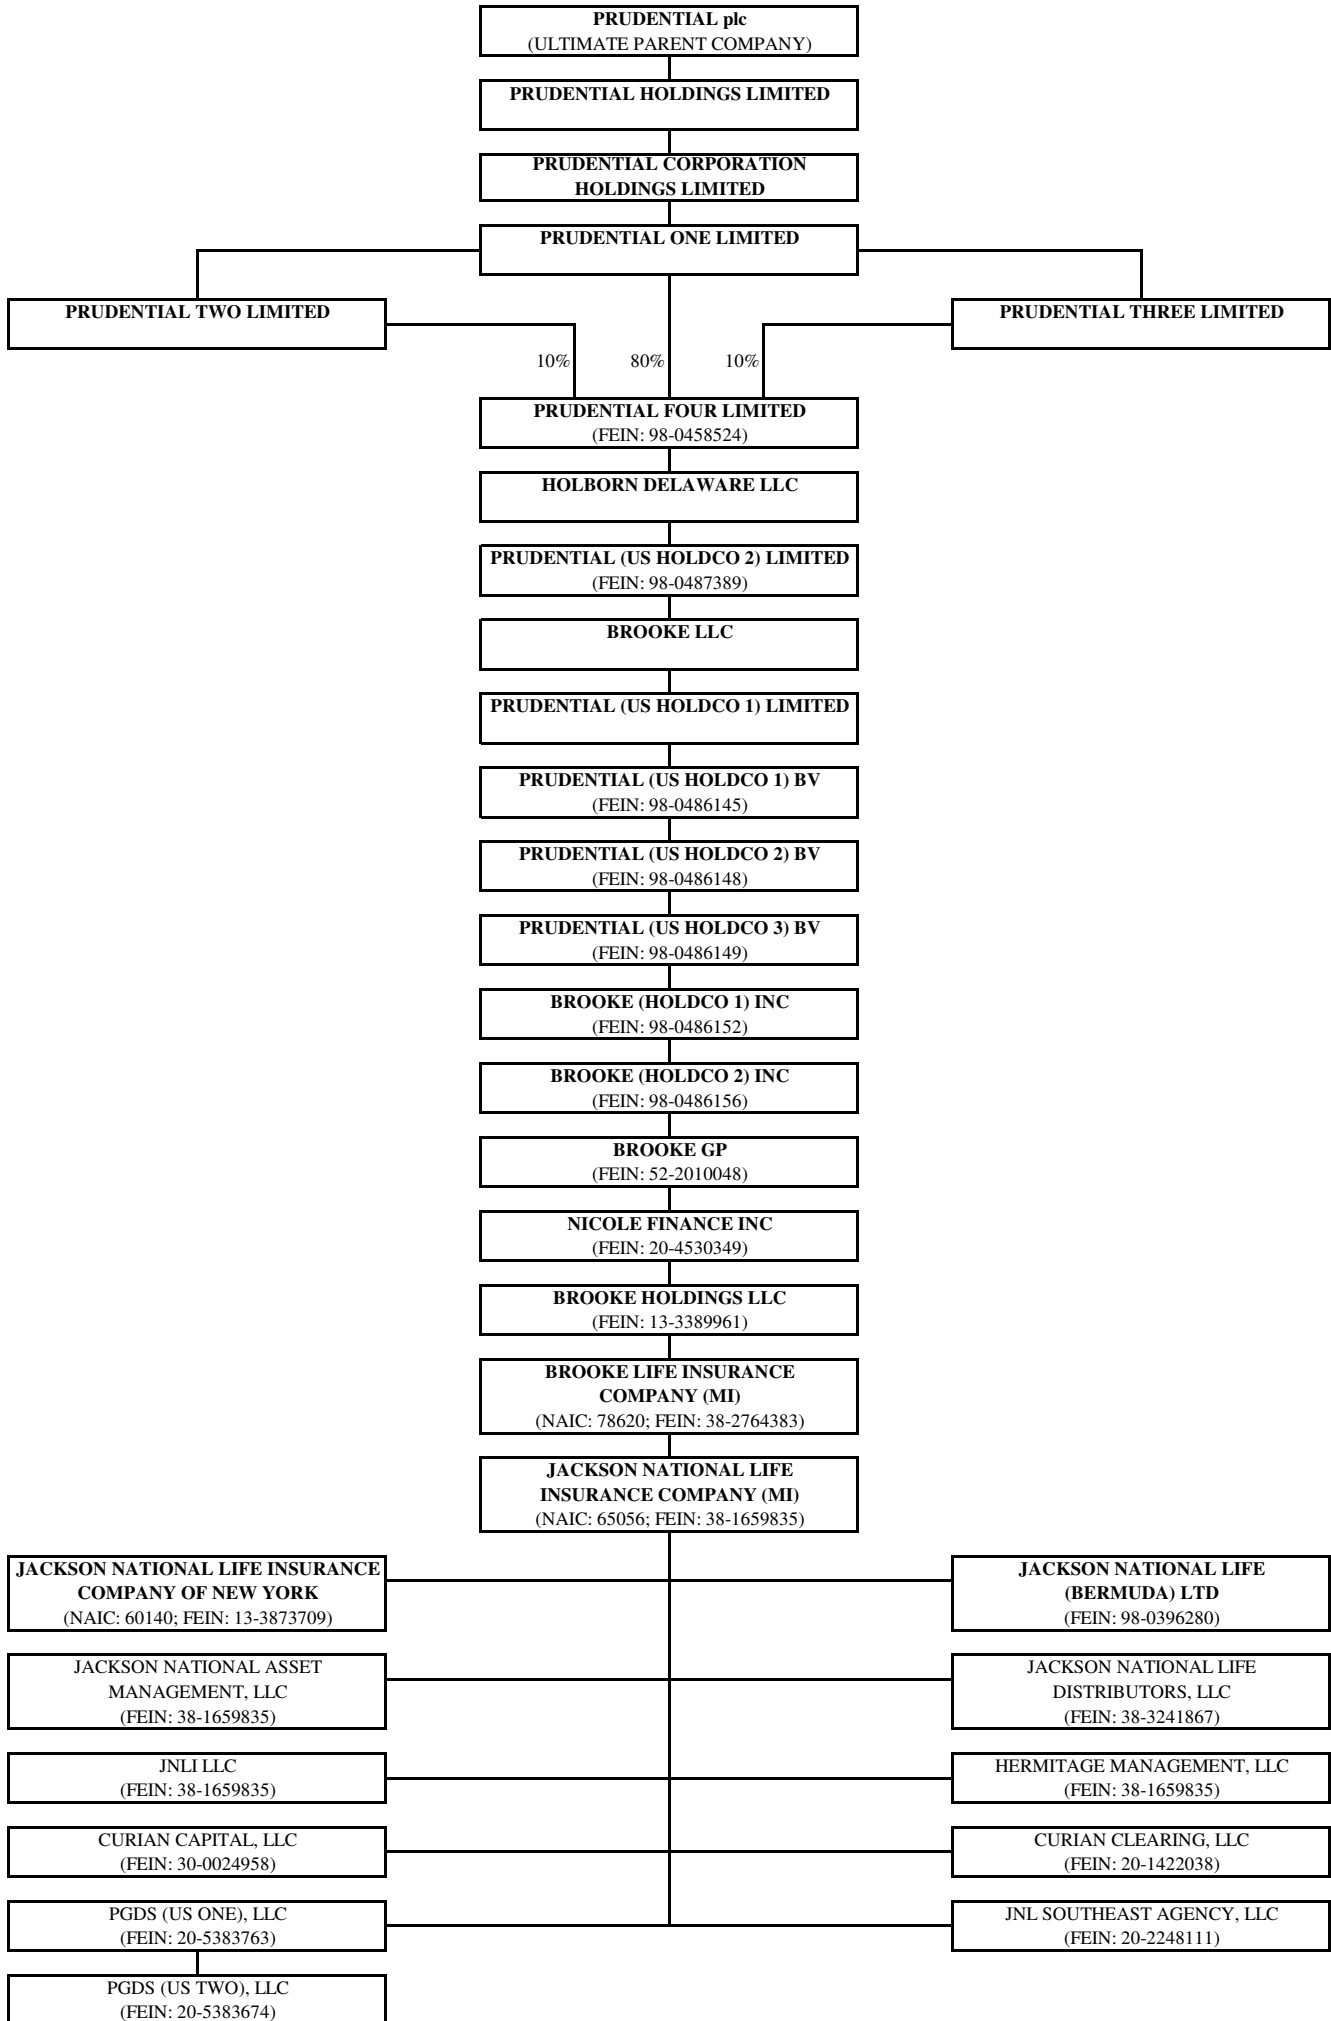 PRUDENTIAL plc
(ULTIMATE PARENT COMPANY)
PRUDENTIAL HOLDINGS LIMITED
PRUDENTIAL CORPORATION
HOLDINGS LIMITED
PRUDENTIAL ONE LIMITED
PRUDENTIAL TWO LIMITED
PRUDENTIAL THREE LIMITED
10%
80%
10%
PRUDENTIAL FOUR LIMITED
(FEIN: 98-0458524)
HOLBORN DELAWARE LLC
PRUDENTIAL (US HOLDCO 2) LIMITED
(FEIN: 98-0487389)
BROOKE LLC
PRUDENTIAL (US HOLDCO 1) LIMITED
PRUDENTIAL (US HOLDCO 1) BV
(FEIN: 98-0486145)
PRUDENTIAL (US HOLDCO 2) BV
(FEIN: 98-0486148)
PRUDENTIAL (US HOLDCO 3) BV
(FEIN: 98-0486149)
BROOKE (HOLDCO 1) INC
(FEIN: 98-0486152)
BROOKE (HOLDCO 2) INC
(FEIN: 98-0486156)
BROOKE GP
(FEIN: 52-2010048)
NICOLE FINANCE INC
(FEIN: 20-4530349)
BROOKE HOLDINGS LLC
(FEIN: 13-3389961)
BROOKE LIFE INSURANCE
COMPANY (MI)
(NAIC: 78620; FEIN: 38-2764383)
JACKSON NATIONAL LIFE
INSURANCE COMPANY (MI)
(NAIC: 65056; FEIN: 38-1659835)
JACKSON NATIONAL LIFE INSURANCE
COMPANY OF NEW YORK
(NAIC: 60140; FEIN: 13-3873709)
JACKSON NATIONAL LIFE
(BERMUDA) LTD
(FEIN: 98-0396280)
JACKSON NATIONAL ASSET
MANAGEMENT, LLC
(FEIN: 38-1659835)
JACKSON NATIONAL LIFE
DISTRIBUTORS, LLC
(FEIN: 38-3241867)
JNLI LLC
(FEIN: 38-1659835)
HERMITAGE MANAGEMENT, LLC
(FEIN: 38-1659835)
CURIAN CAPITAL, LLC
(FEIN: 30-0024958)
CURIAN CLEARING, LLC
(FEIN: 20-1422038)
PGDS (US ONE), LLC
(FEIN: 20-5383763)
JNL SOUTHEAST AGENCY, LLC
(FEIN: 20-2248111)
PGDS (US TWO), LLC
(FEIN: 20-5383674)